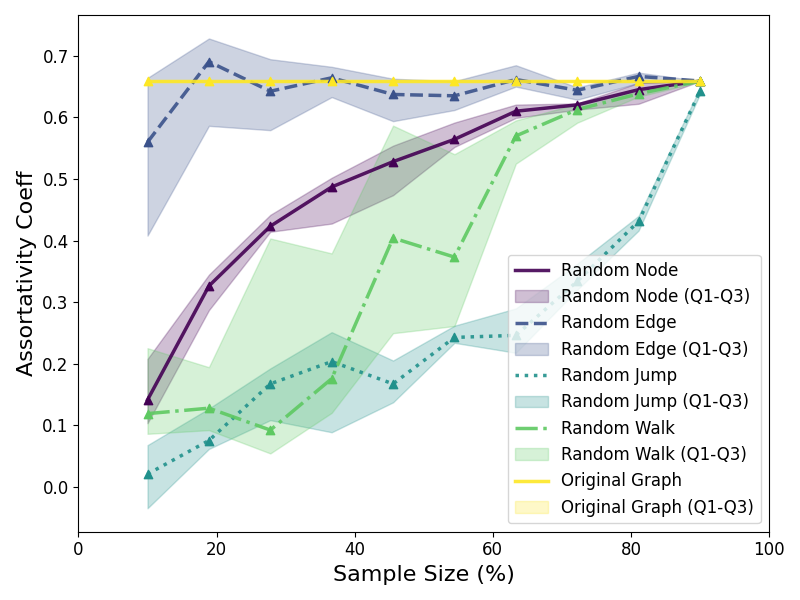 0.7
0.6
0.5
0.4
0.3
0.2
0.1
0.0
Assortativity Coeff
0
20
40
60
80
100
Sample Size (%)
Random Node
Random Node (Q1-Q3)
Random Edge
Random Edge (Q1-Q3)
Random Jump
Random Jump (Q1-Q3)
Random Walk
Random Walk (Q1-Q3)
Original Graph
Original Graph (Q1-Q3)